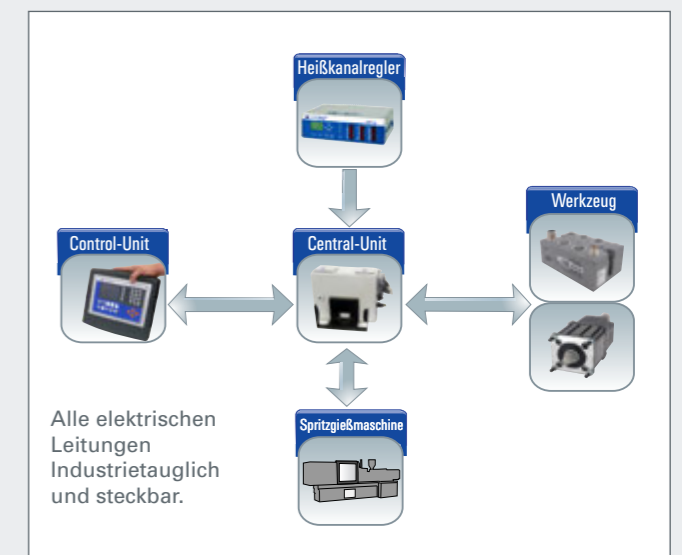 Heißkanalregler
Werkzeug
Control-Unit
Central-Unit
Alle elektrischen
Leitungen
Industrietauglich
und steckbar.
Spritzgießmaschine